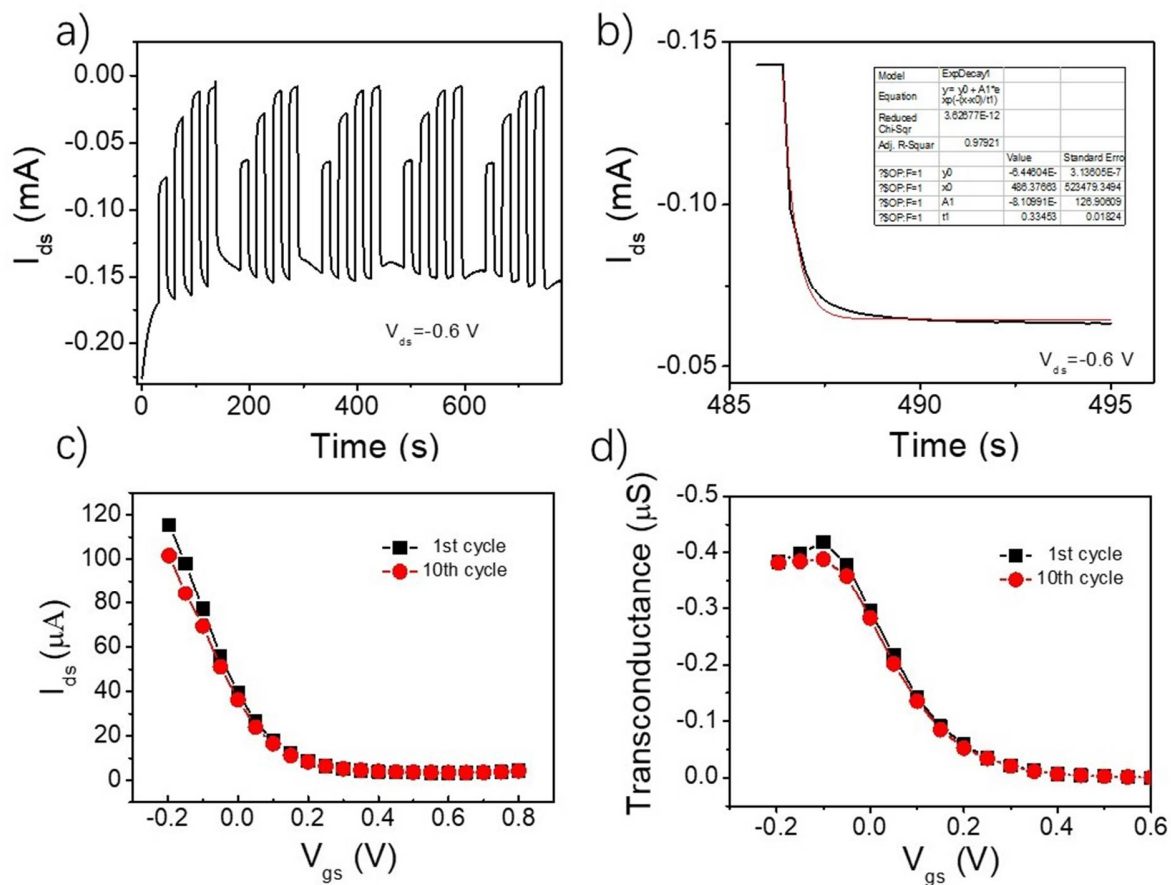 a)
0.00
-0.05
-0.10
-0.15
-0.20
I_ds (mA)
V_ds=-0.6 V
0 200 400 600
Time (s)
b)
-0.15
-0.10
-0.05
I_ds (mA)
Model ExpDecay1
Equation y= y0 + A1*e
xp(-(x-x0)/t1)
Reduced 3.62677E-12
Chi-Sqr
Adj. R-Squar 0.97921
Value Standard Erro
?$OP:F=1 y0 -6.44604E- 3.13605E-7
?$OP:F=1 x0 486.37663 523479.3494
?$OP:F=1 A1 -8.10991E- 126.90609
?$OP:F=1 t1 0.33453 0.01824
V_ds=-0.6 V
485 490 495
Time (s)
c)
120
100
80
60
40
20
0
I_ds (μA)
1st cycle
10th cycle
-0.2 0.0 0.2 0.4 0.6 0.8
V_gs (V)
d)
-0.5
-0.4
-0.3
-0.2
-0.1
0.0
Transconductance (μS)
1st cycle
10th cycle
-0.2 0.0 0.2 0.4 0.6
V_gs (V)